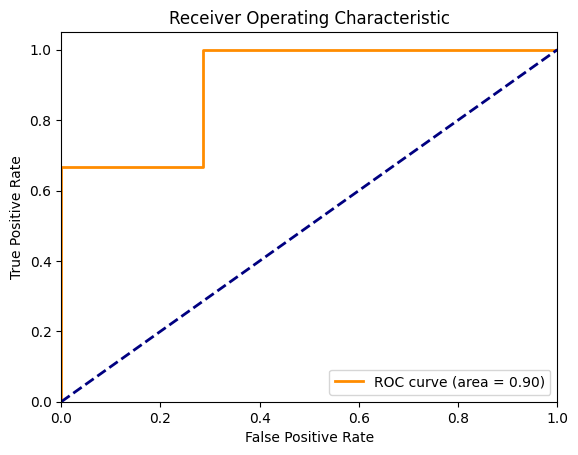 Receiver Operating Characteristic
True Positive Rate
1.0
0.8
0.6
0.4
0.2
0.0
ROC curve (area = 0.90)
0.0 0.2 0.4 0.6 0.8 1.0
False Positive Rate